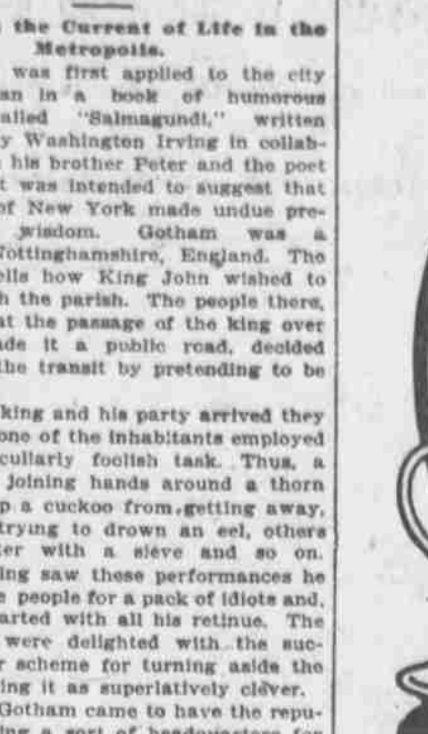 the Current of Life in the
Metropolis.
was first applied to the city
an in a book of humorous
alled "Salmagundi," written
y Washington Irving in collab-
his brother Peter and the poet
t was intended to suggest that
of New York made undue pre-
wisdom. Gotham was a
Nottinghamshire, England. The
ells how King John wished to
h the parish. The people there,
at the passage of the king over
ade it a public road, decided
the transit by pretending to be
king and his party arrived they
one of the inhabitants employed
cullarly foolish task. Thus, a
joining hands around a thorn
p a cuckoo from getting away,
trying to drown an eel, others
ter with a sieve and so on.
ing saw these performances he
e people for a pack of idiots and,
arted with all his retinue. The
were delighted with the suc-
r scheme for turning aside the
ing it as superlatively clever.
Gotham came to have the repu-
ing a sort of headquarters for